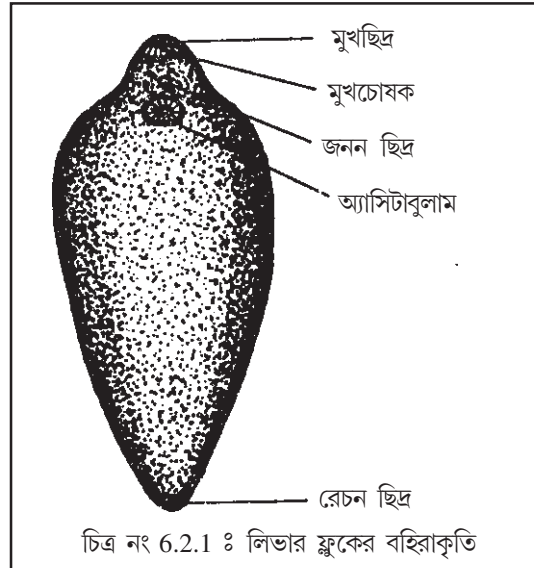 মুখছিদ্র
মুখচোষক
জনন ছিদ্র
অ্যাসিটাবুলাম
রেচন ছিদ্র
চিত্র নং 6.2.1 ঃ লিভার ফ্লুকের বহিরাকৃতি